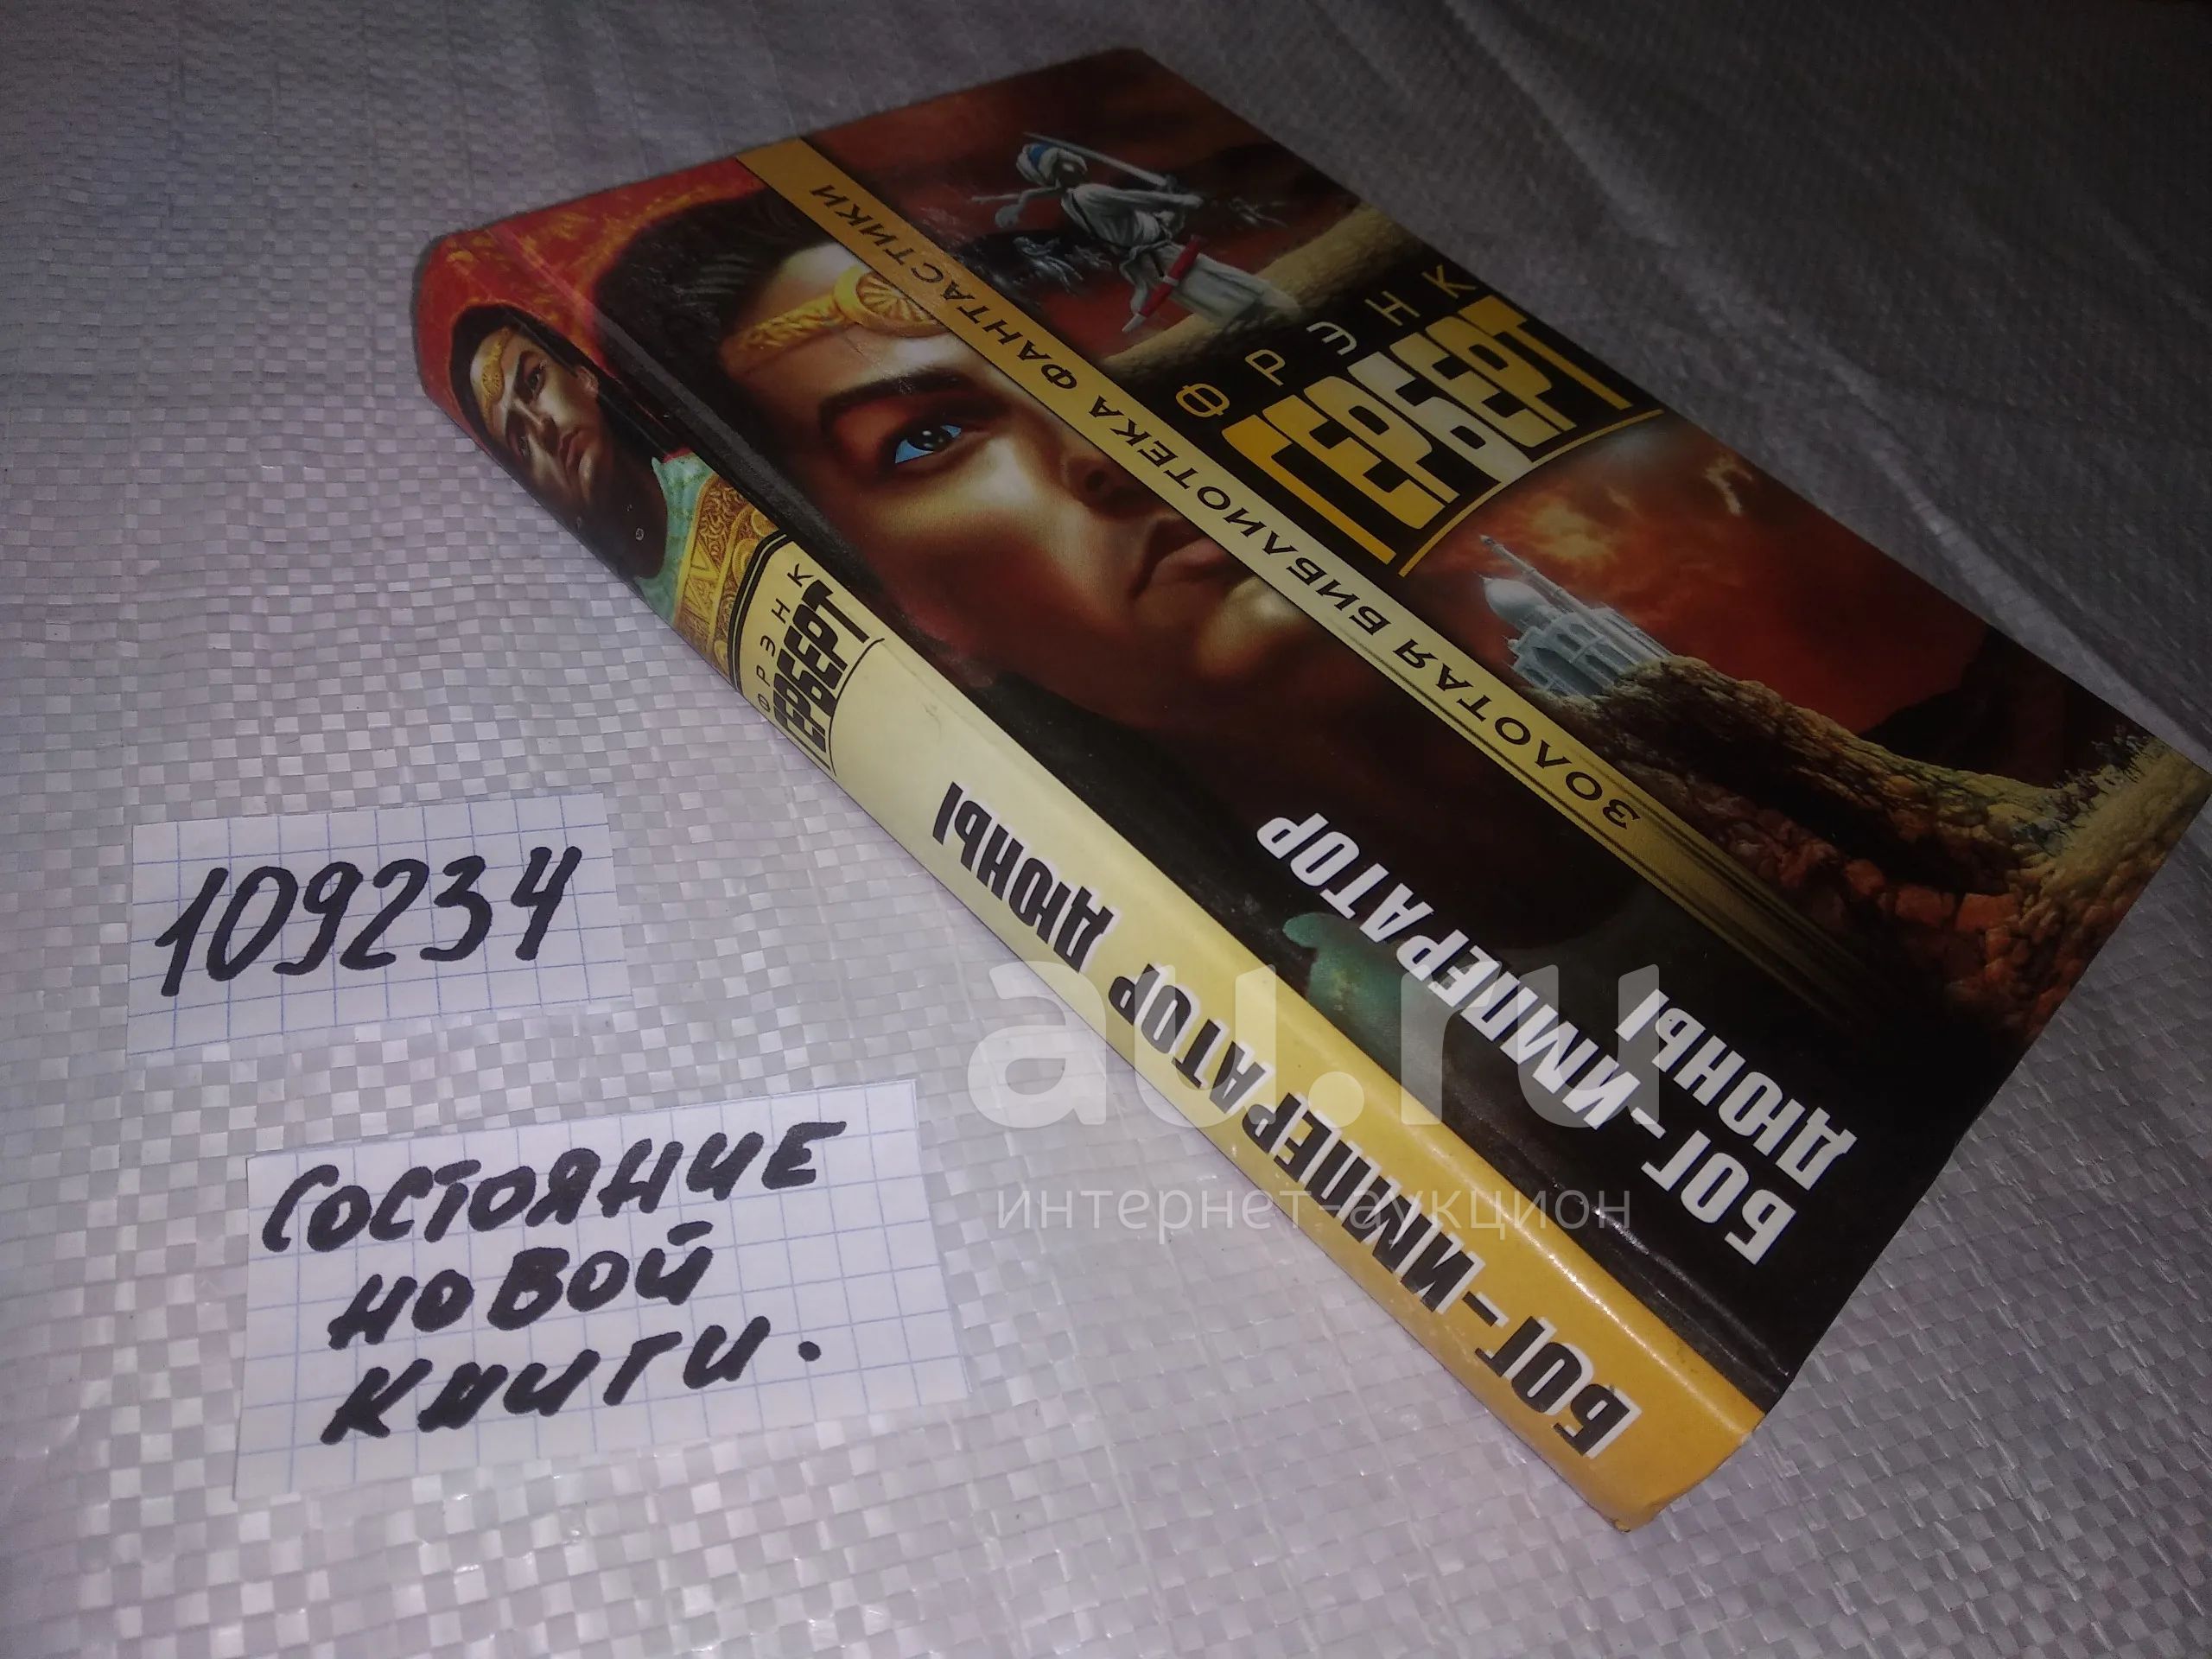 ФРЭНК
ГЕРБЕРТ
ЗОЛОТАЯ БИБЛИОТЕКА ФАНТАСТИКИ
БОГ-ИМПЕРАТОР
ДЮНЫ
ФРЭНК
ГЕРБЕРТ
БОГ-ИМПЕРАТОР ДЮНЫ
109234
СОСТОЯНИЕ
НОВОЙ
КНИГИ.
au.ru
интернет-аукцион